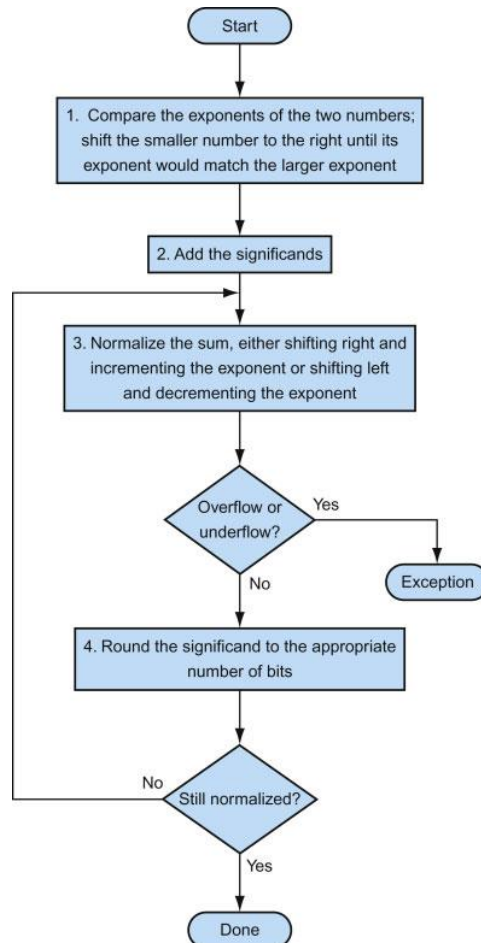 Start
1. Compare the exponents of the two numbers;
shift the smaller number to the right until its
exponent would match the larger exponent
2. Add the significands
3. Normalize the sum, either shifting right and
incrementing the exponent or shifting left
and decrementing the exponent
Overflow or
underflow?
Yes
Exception
No
4. Round the significand to the appropriate
number of bits
No
Still normalized?
Yes
Done